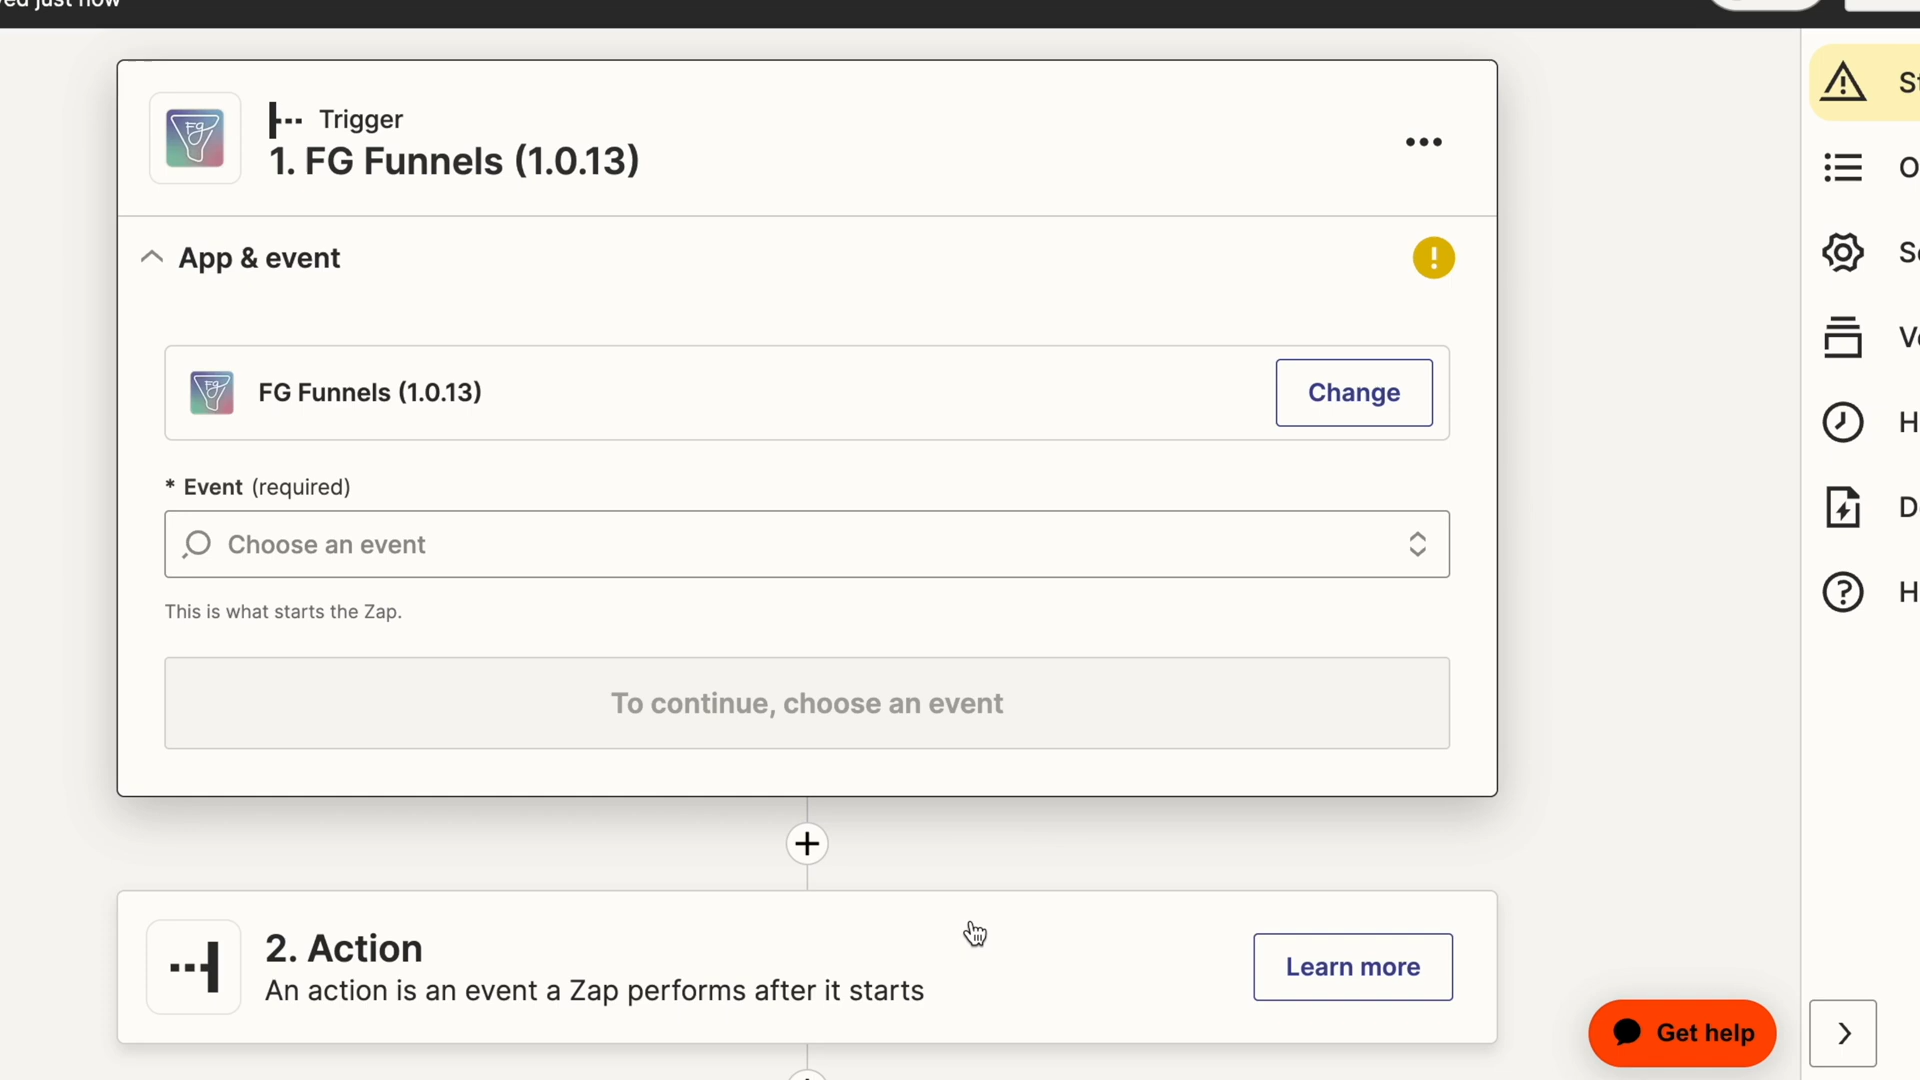 Trigger
1. FG Funnels (1.0.13)
App & event
FG Funnels (1.0.13)
Change
* Event (required)
Choose an event
This is what starts the Zap.
To continue, choose an event
2. Action
An action is an event a Zap performs after it starts
Learn more
Get help